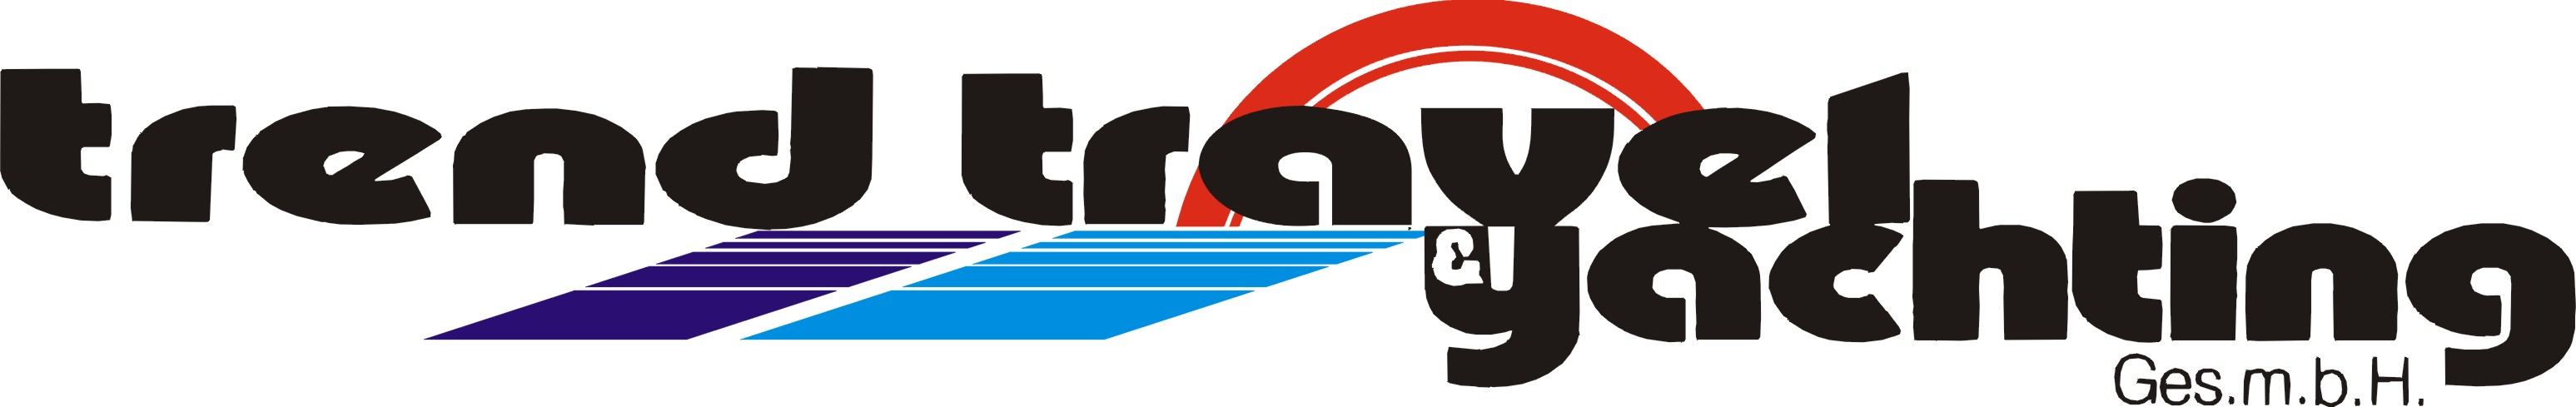 trend travel
& yachting
Ges.m.b.H.